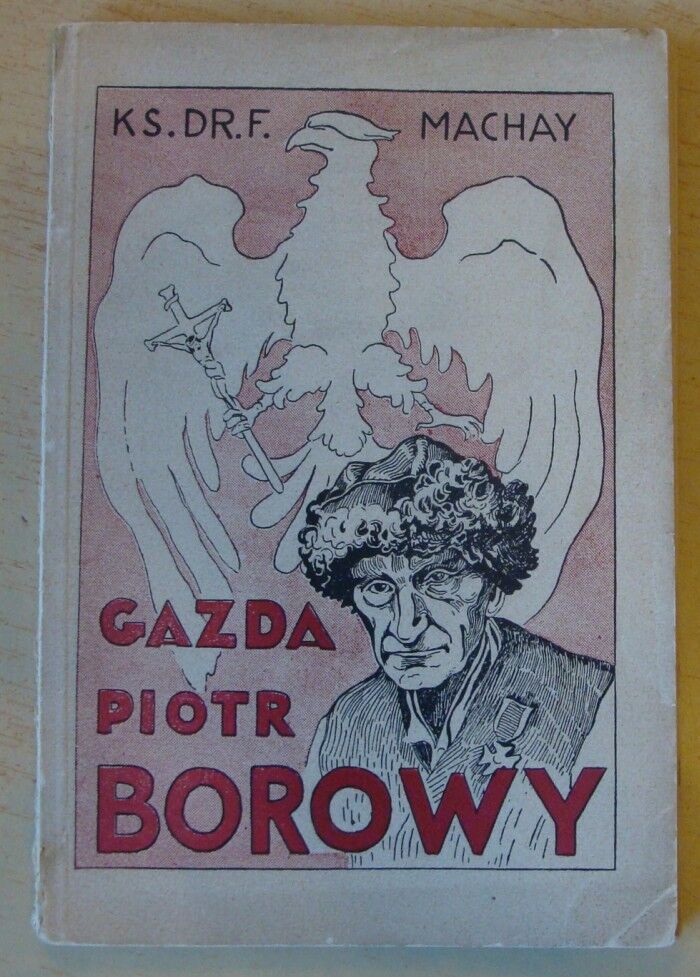 KS. DR. F. MACHAY
GAZDA
PIOTR
BOROWY